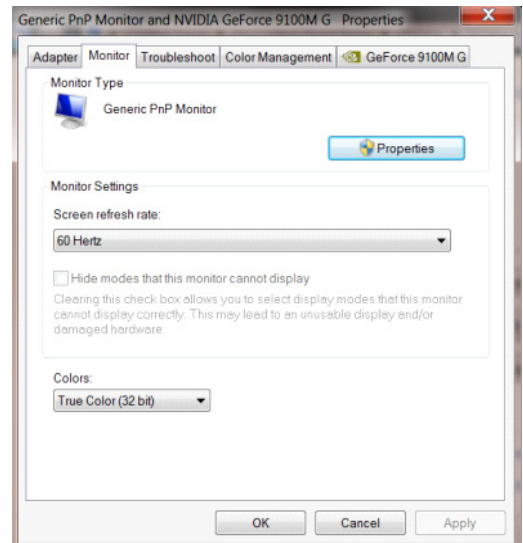 Generic PnP Monitor and NVIDIA GeForce 9100M G Properties
Adapter Monitor Troubleshoot Color Management GeForce 9100M G
Monitor Type
Generic PnP Monitor
Properties
Monitor Settings
Screen refresh rate:
60 Hertz
Hide modes that this monitor cannot display
Clearing this check box allows you to select display modes that this monitor
cannot display correctly. This may lead to an unusable display and/or
damaged hardware.
Colors:
True Color (32 bit)
OK Cancel Apply